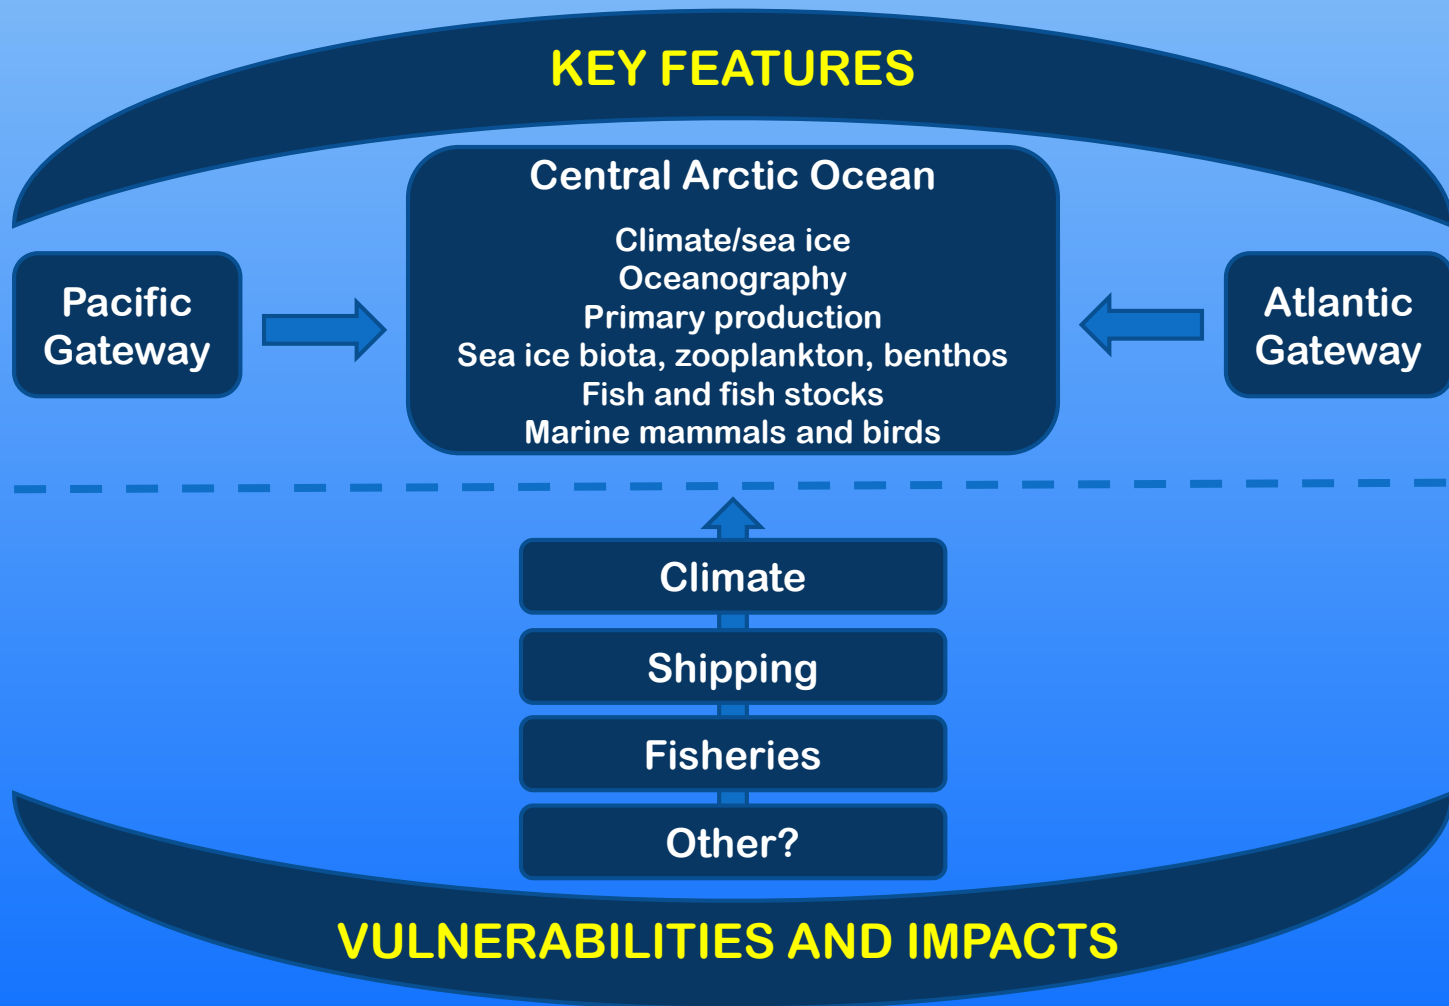 KEY FEATURES
Central Arctic Ocean
Climate/sea ice
Oceanography
Primary production
Sea ice biota, zooplankton, benthos
Fish and fish stocks
Marine mammals and birds
Pacific
Gateway
Atlantic
Gateway
Climate
Shipping
Fisheries
Other?
VULNERABILITIES AND IMPACTS